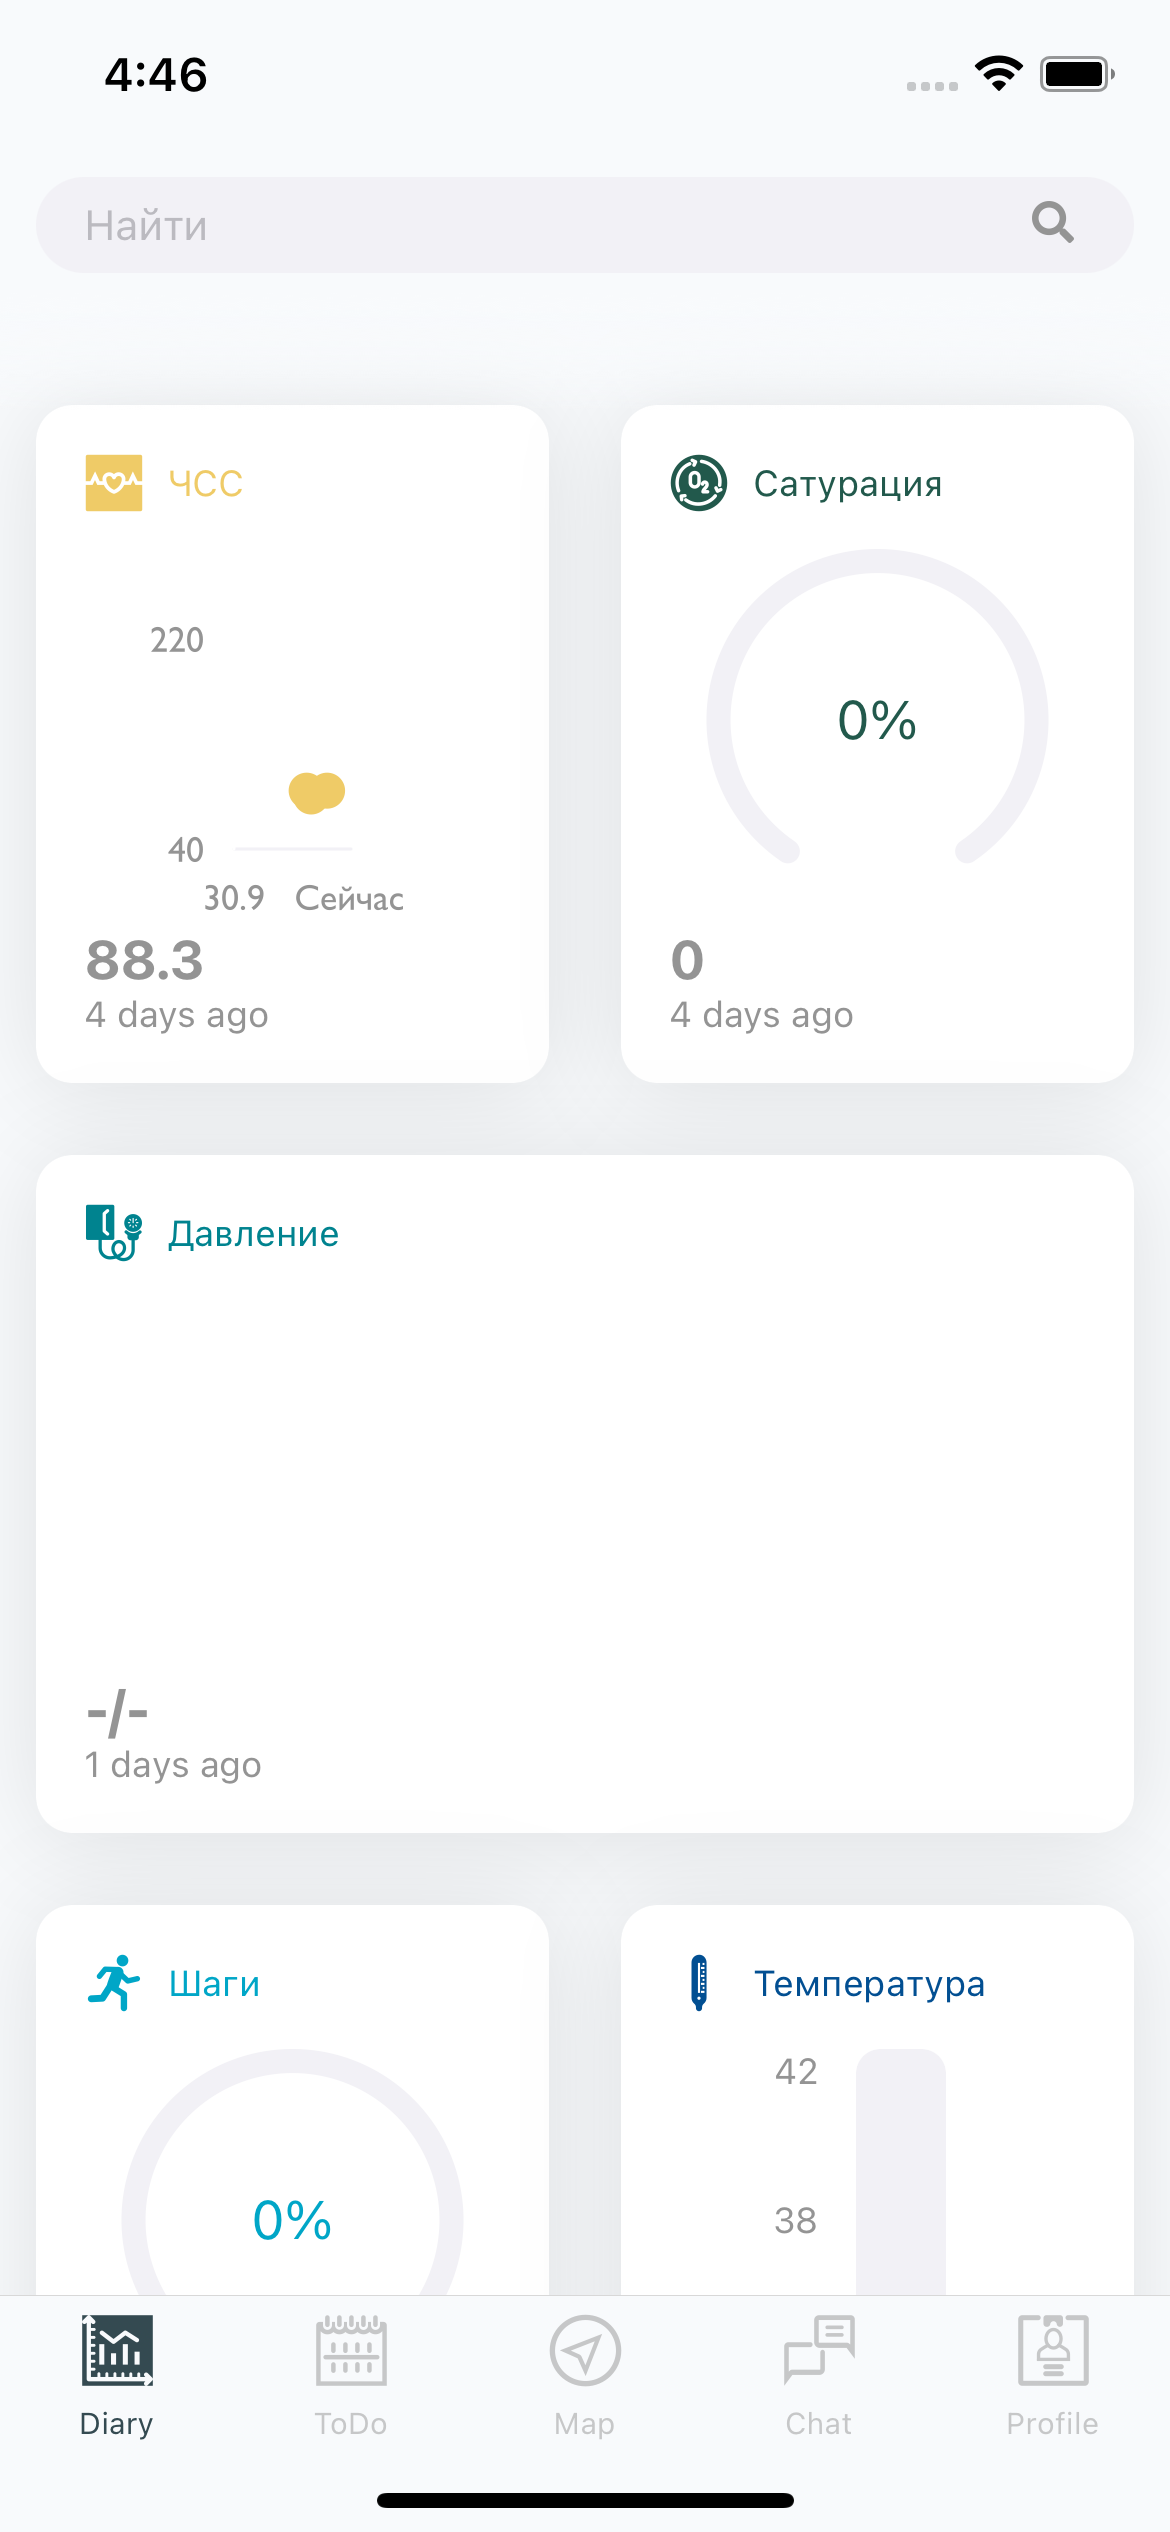 4:46
Найти
ЧСС
220
40
30.9 Сейчас
88.3
4 days ago
O2 Сатурация
0%
0
4 days ago
Давление
-/-
1 days ago
Шаги
0%
Температура
42
38
Diary ToDo Map Chat Profile